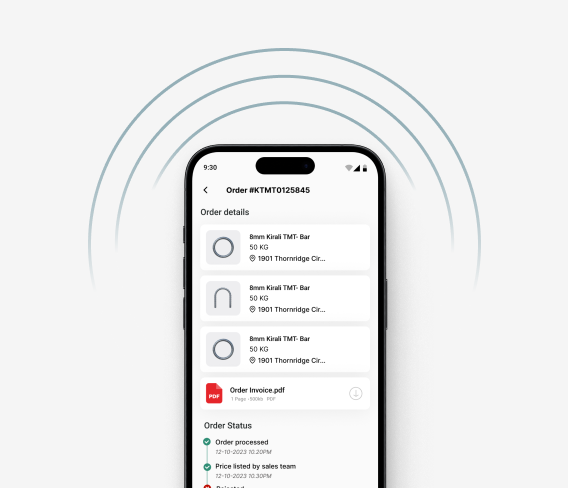 9:30
Order #KTMT0125845
Order details
8mm Kirali TMT- Bar
50 KG
1901 Thornridge Cir...
8mm Kirali TMT- Bar
50 KG
1901 Thornridge Cir...
8mm Kirali TMT- Bar
50 KG
1901 Thornridge Cir...
PDF
Order Invoice.pdf
1 Page •500kb PDF
Order Status
Order processed
12-10-2023 10.20PM
Price listed by sales team
12-10-2023 10.30PM